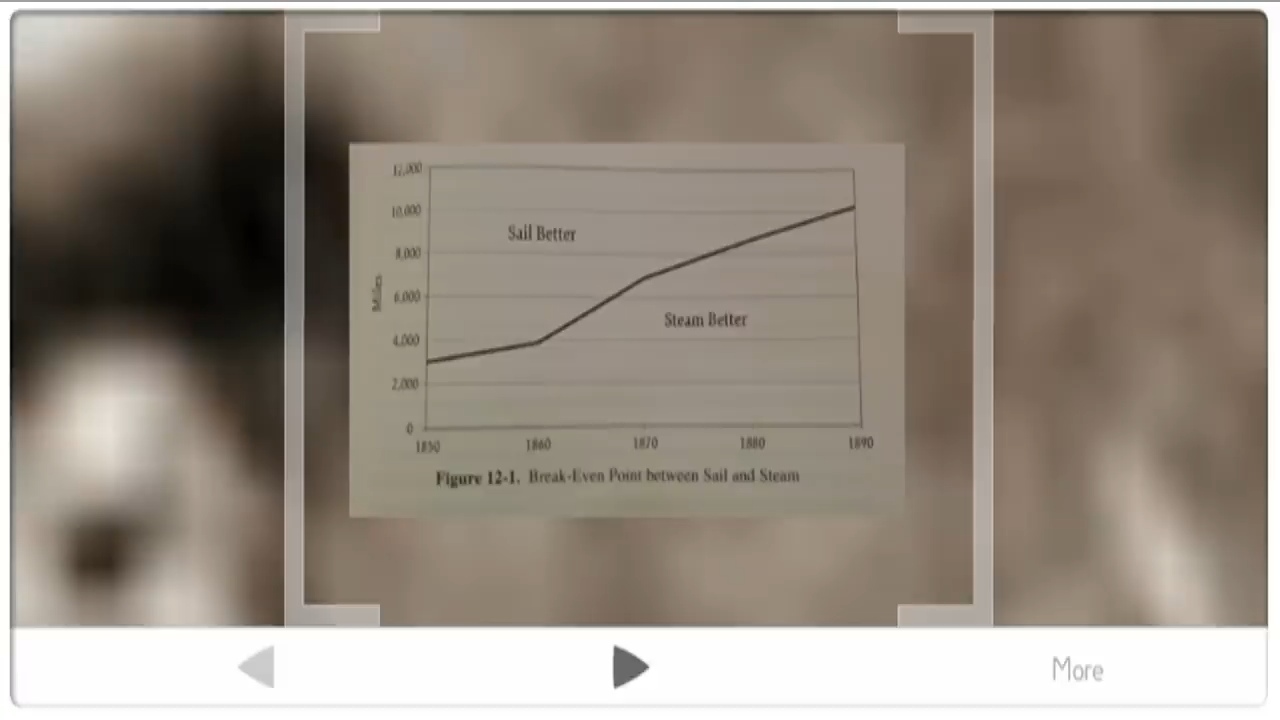 12,000
10,000
Sail Better
8,000
Miles
6,000
Steam Better
4,000
2,000
0
1850 1860 1870 1880 1890
Figure 12-1. Break-Even Point between Sail and Steam
More